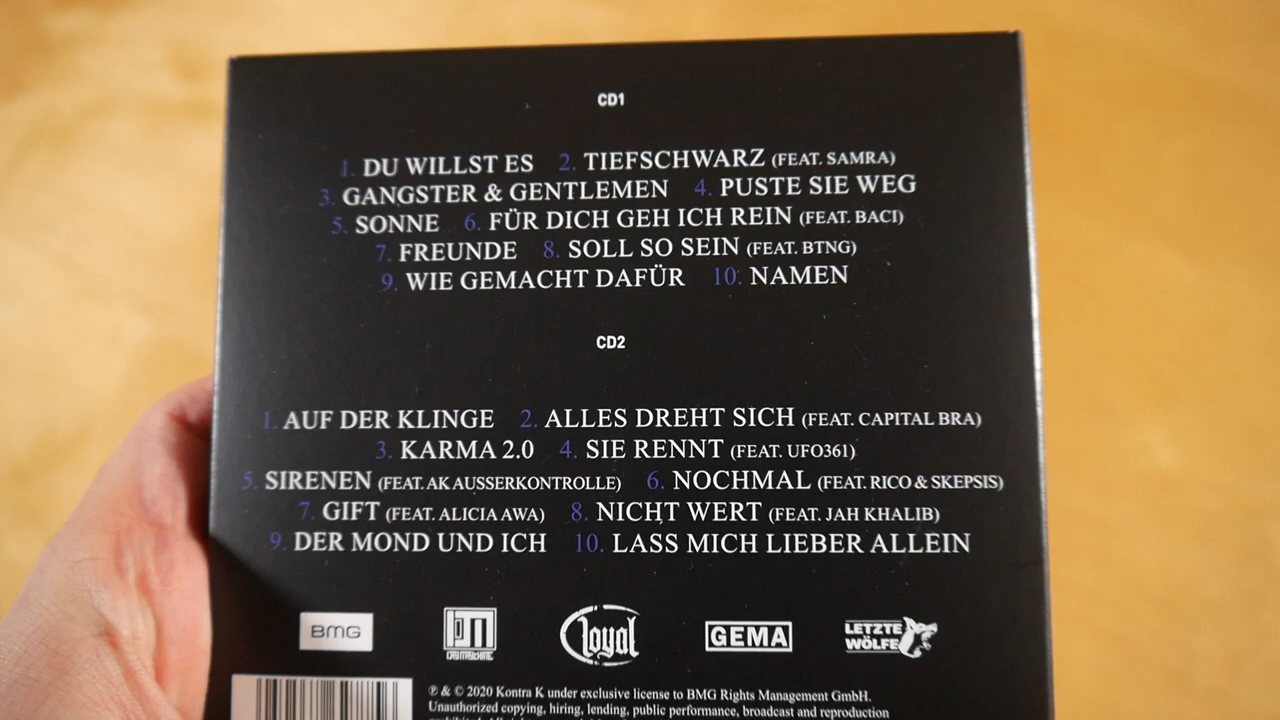 CD1
1. DU WILLST ES 2. TIEFSCHWARZ (FEAT. SAMRA)
3. GANGSTER & GENTLEMEN 4. PUSTE SIE WEG
5. SONNE 6. FÜR DICH GEH ICH REIN (FEAT. BACI)
7. FREUNDE 8. SOLL SO SEIN (FEAT. BTNG)
9. WIE GEMACHT DAFÜR 10. NAMEN
CD2
1. AUF DER KLINGE 2. ALLES DREHT SICH (FEAT. CAPITAL BRA)
3. KARMA 2.0 4. SIE RENNT (FEAT. UFO361)
5. SIRENEN (FEAT. AK AUSSERKONTROLLE) 6. NOCHMAL (FEAT. RICO & SKEPSIS)
7. GIFT (FEAT. ALICIA AWA) 8. NICHT WERT (FEAT. JAH KHALIB)
9. DER MOND UND ICH 10. LASS MICH LIEBER ALLEIN
BMG
Loyal
GEMA
LETZTE
WÖLFE
℗ & © 2020 Kontra K under exclusive license to BMG Rights Management GmbH.
Unauthorized copying, hiring, lending, public performance, broadcast and reproduction